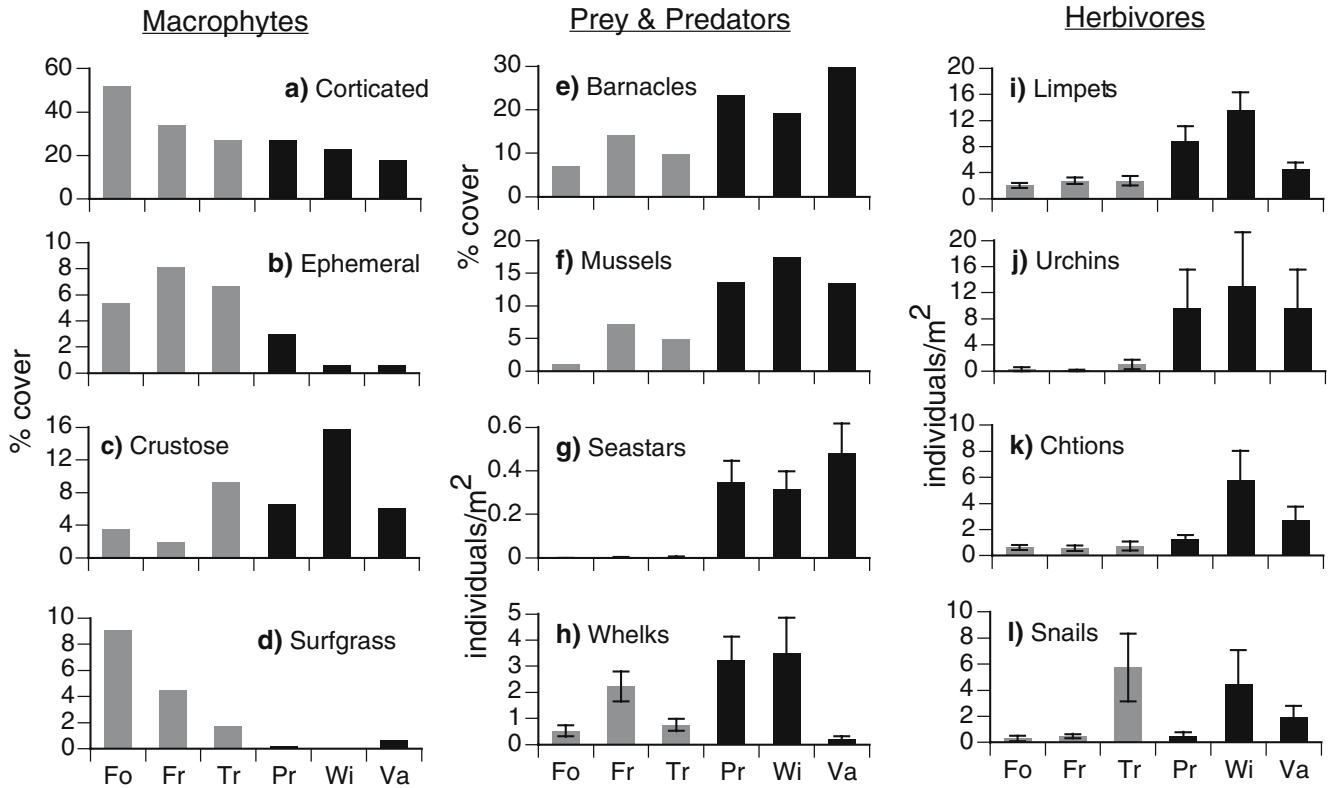 Macrophytes
Prey & Predators
Herbivores
a) Corticated
60
40
20
0
b) Ephemeral
10
8
6
4
2
0
c) Crustose
16
12
8
4
0
d) Surfgrass
10
8
6
4
2
0
% cover
Fo Fr Tr Pr Wi Va
e) Barnacles
30
20
10
0
f) Mussels
20
15
10
5
0
% cover
g) Seastars
0.6
0.4
0.2
0
h) Whelks
5
4
3
2
1
0
individuals/m²
Fo Fr Tr Pr Wi Va
i) Limpets
20
16
12
8
4
0
j) Urchins
20
16
12
8
4
0
k) Chtions
10
8
6
4
2
0
l) Snails
10
8
6
4
2
0
individuals/m²
Fo Fr Tr Pr Wi Va